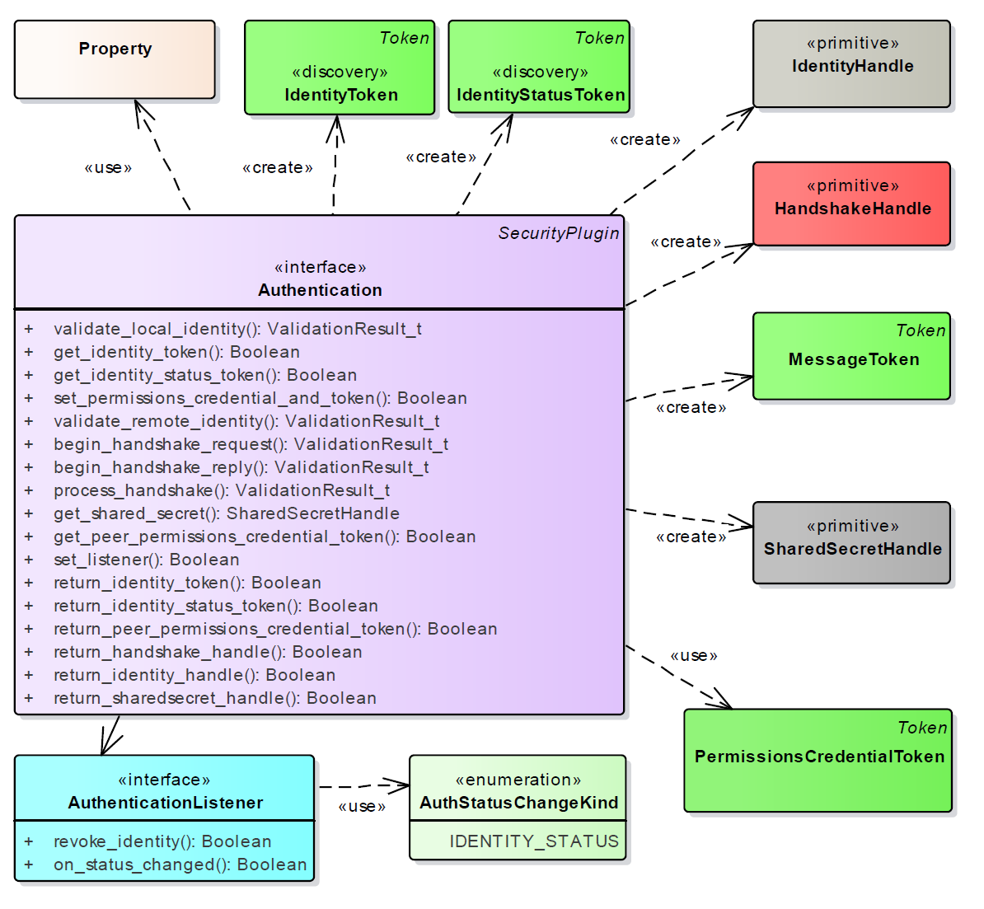 Property
Token
«discovery»
IdentityToken
Token
«discovery»
IdentityStatusToken
«primitive»
IdentityHandle
«use»
«create»
«create»
«create»
«primitive»
HandshakeHandle
«create»
SecurityPlugin
«interface»
Authentication
+ validate_local_identity(): ValidationResult_t
+ get_identity_token(): Boolean
+ get_identity_status_token(): Boolean
+ set_permissions_credential_and_token(): Boolean
+ validate_remote_identity(): ValidationResult_t
+ begin_handshake_request(): ValidationResult_t
+ begin_handshake_reply(): ValidationResult_t
+ process_handshake(): ValidationResult_t
+ get_shared_secret(): SharedSecretHandle
+ get_peer_permissions_credential_token(): Boolean
+ set_listener(): Boolean
+ return_identity_token(): Boolean
+ return_identity_status_token(): Boolean
+ return_peer_permissions_credential_token(): Boolean
+ return_handshake_handle(): Boolean
+ return_identity_handle(): Boolean
+ return_sharedsecret_handle(): Boolean
Token
MessageToken
«create»
«primitive»
SharedSecretHandle
«create»
«use»
Token
PermissionsCredentialToken
«interface»
AuthenticationListener
+ revoke_identity(): Boolean
+ on_status_changed(): Boolean
«use»
«enumeration»
AuthStatusChangeKind
IDENTITY_STATUS